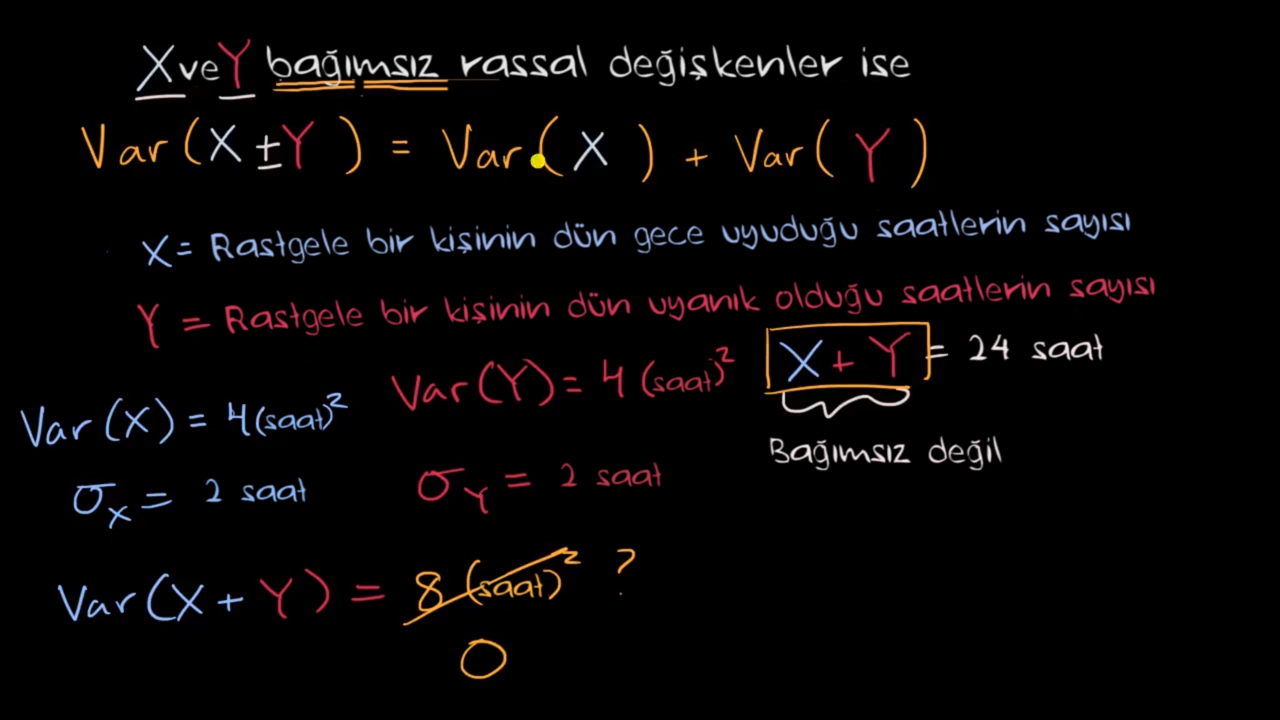 X ve Y bağımsız rassal değişkenler ise
Var(X ± Y) = Var(X) + Var(Y)
X = Rastgele bir kişinin dün gece uyuduğu saatlerin sayısı
Y = Rastgele bir kişinin dün uyanık olduğu saatlerin sayısı
X + Y = 24 saat
Var(Y) = 4 (saat)²
Var(X) = 4(saat)²
Bağımsız değil
σ_X = 2 saat
σ_Y = 2 saat
Var(X + Y) = 8 (saat)² ?
0